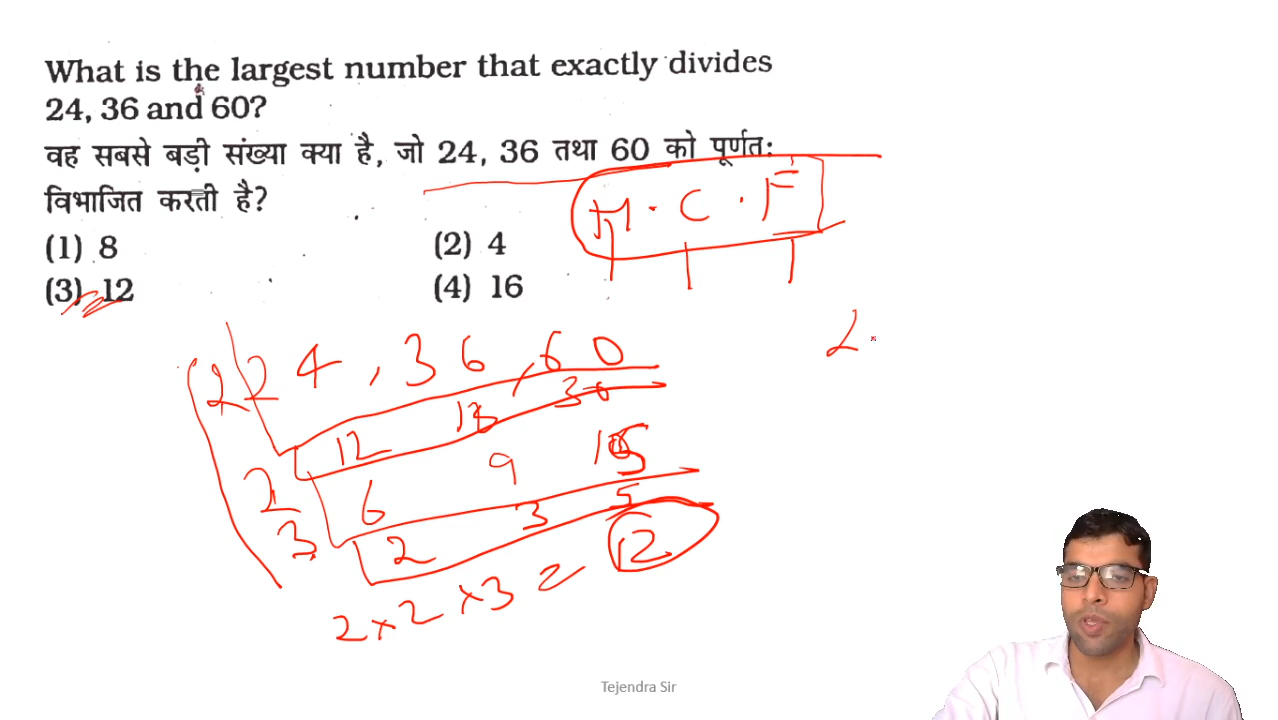 What is the largest number that exactly divides
24, 36 and 60?
वह सबसे बड़ी संख्या क्या है, जो 24, 36 तथा 60 को पूर्णतः
विभाजित करती है?
H . C . F
(1) 8 (2) 4
(3) 12 (4) 16
2 24, 36, 60
12 18 30
2 6 9 15
3 2 3 5
2×2×3 = 12
2
Tejendra Sir